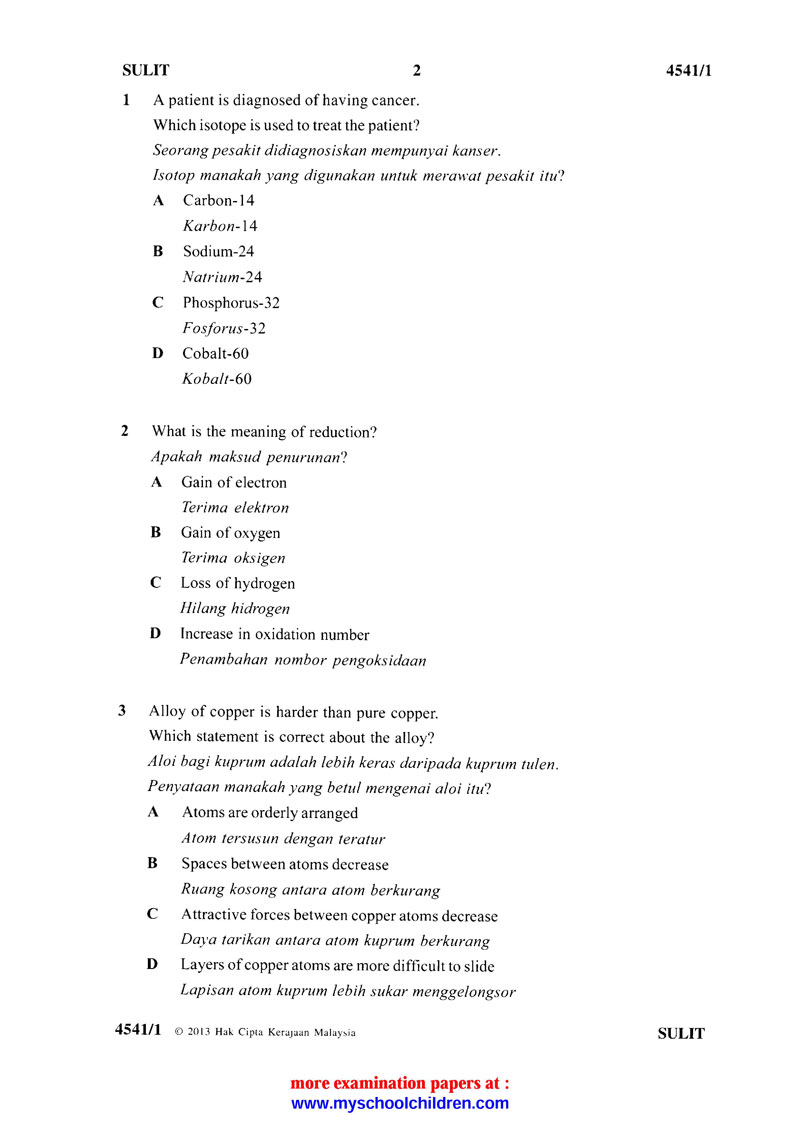 SULIT 2 4541/1
1 A patient is diagnosed of having cancer.
Which isotope is used to treat the patient?
Seorang pesakit didiagnosiskan mempunyai kanser.
Isotop manakah yang digunakan untuk merawat pesakit itu?
A Carbon-14
Karbon-14
B Sodium-24
Natrium-24
C Phosphorus-32
Fosforus-32
D Cobalt-60
Kobalt-60
2 What is the meaning of reduction?
Apakah maksud penurunan?
A Gain of electron
Terima elektron
B Gain of oxygen
Terima oksigen
C Loss of hydrogen
Hilang hidrogen
D Increase in oxidation number
Penambahan nombor pengoksidaan
3 Alloy of copper is harder than pure copper.
Which statement is correct about the alloy?
Aloi bagi kuprum adalah lebih keras daripada kuprum tulen.
Penyataan manakah yang betul mengenai aloi itu?
A Atoms are orderly arranged
Atom tersusun dengan teratur
B Spaces between atoms decrease
Ruang kosong antara atom berkurang
C Attractive forces between copper atoms decrease
Daya tarikan antara atom kuprum berkurang
D Layers of copper atoms are more difficult to slide
Lapisan atom kuprum lebih sukar menggelongsor
4541/1 © 2013 Hak Cipta Kerajaan Malaysia SULIT
more examination papers at :
www.myschoolchildren.com